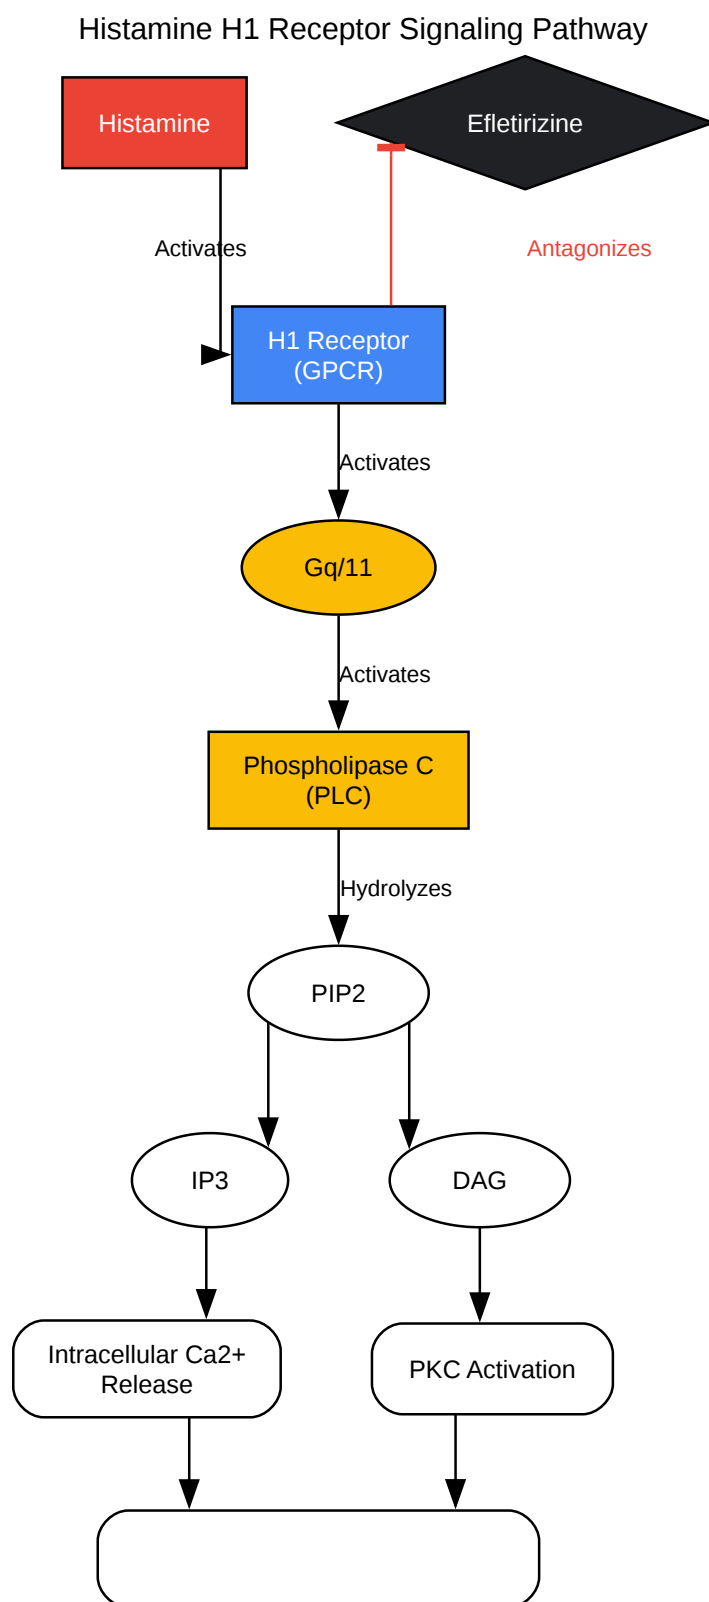 Histamine H1 Receptor Signaling Pathway
Histamine
Efletirizine
Activates
Antagonizes
H1 Receptor
(GPCR)
Activates
Gq/11
Activates
Phospholipase C
(PLC)
Hydrolyzes
PIP2
IP3
DAG
Intracellular Ca2+
Release
PKC Activation